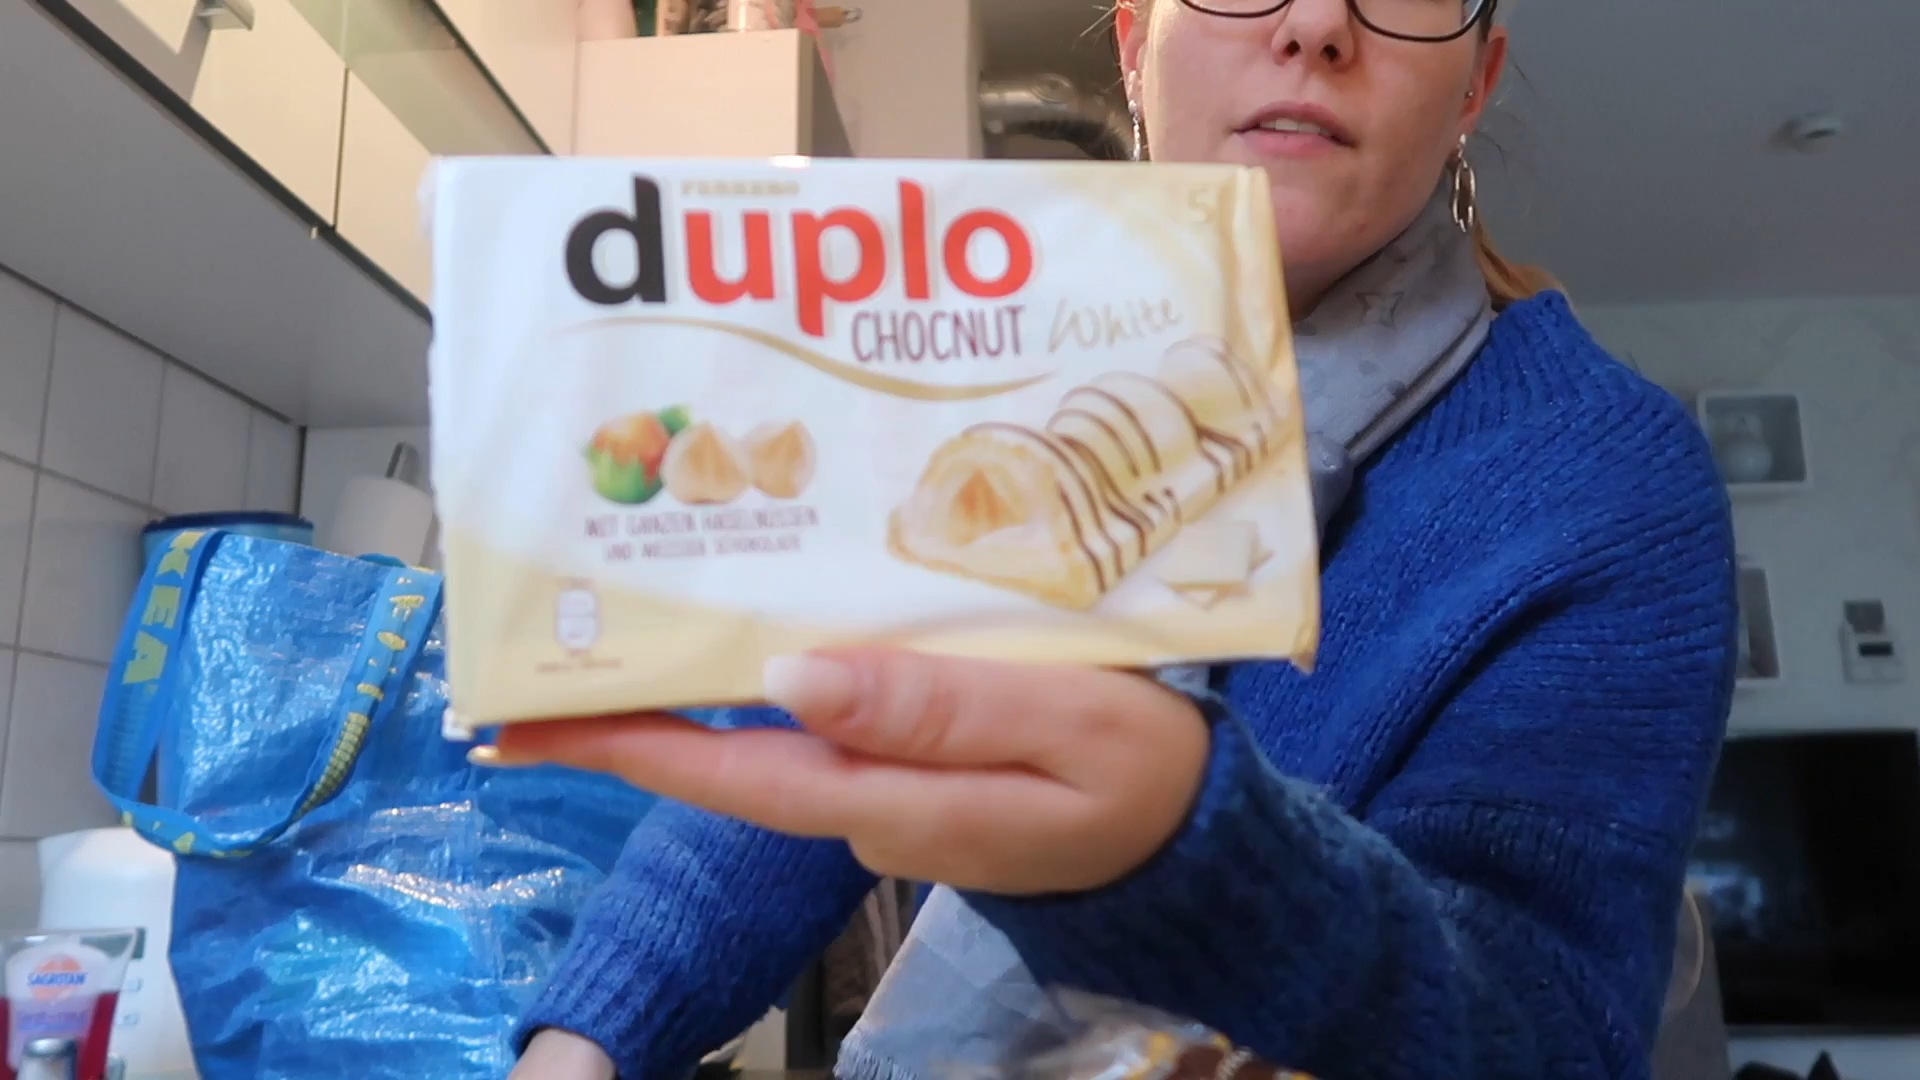 FERRERO
duplo
5
CHOCNUT White
MIT GANZEN HASELNÜSSEN
UND WEISSER SCHOKOLADE
IKEA
SAGROTAN